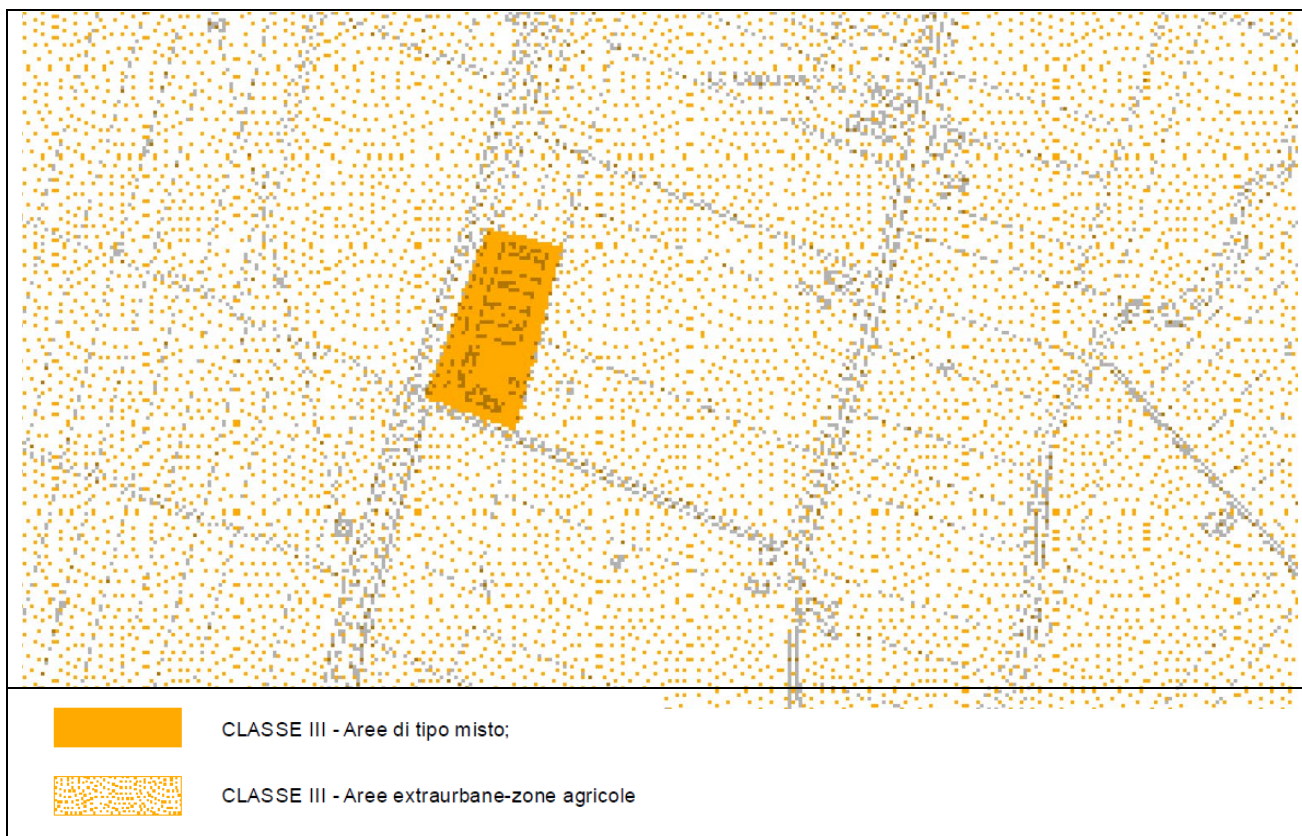 CLASSE III - Aree di tipo misto;
CLASSE III - Aree extraurbane-zone agricole